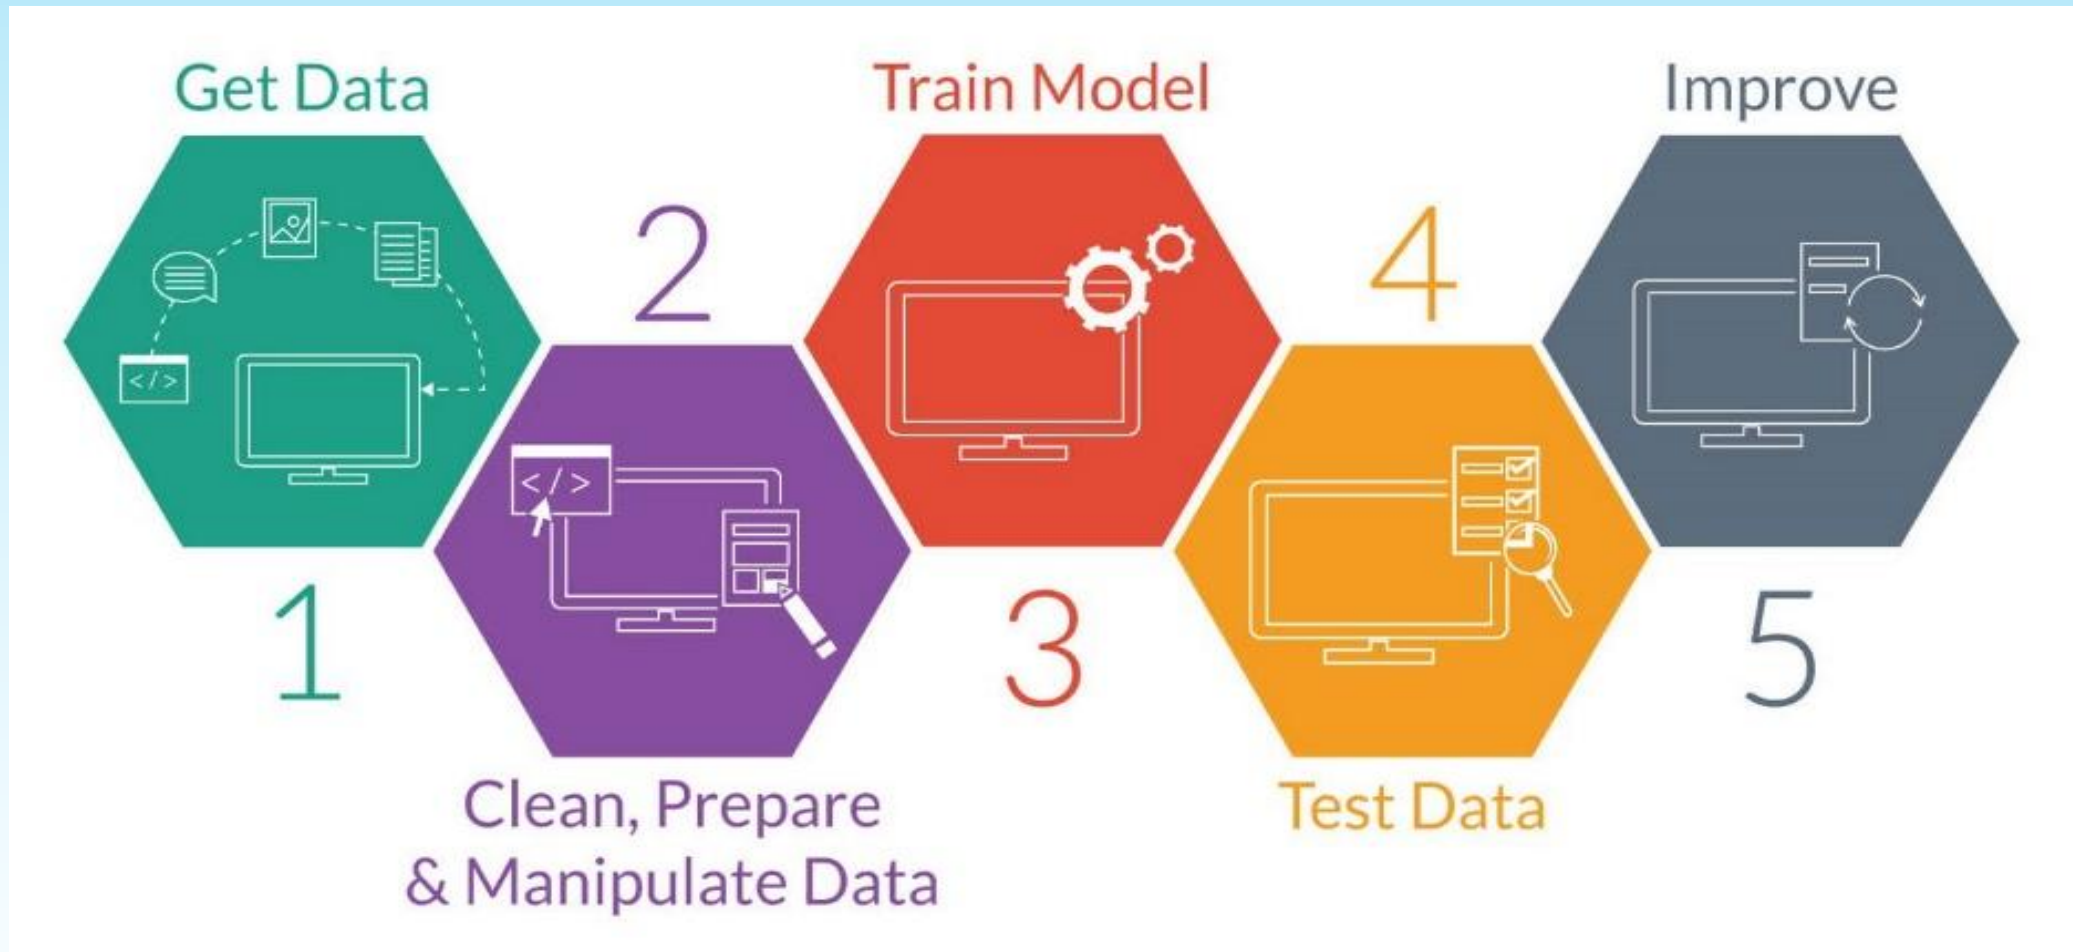 Get Data
</>
1
2
</>
Clean, Prepare
& Manipulate Data
Train Model
3
4
Test Data
Improve
5